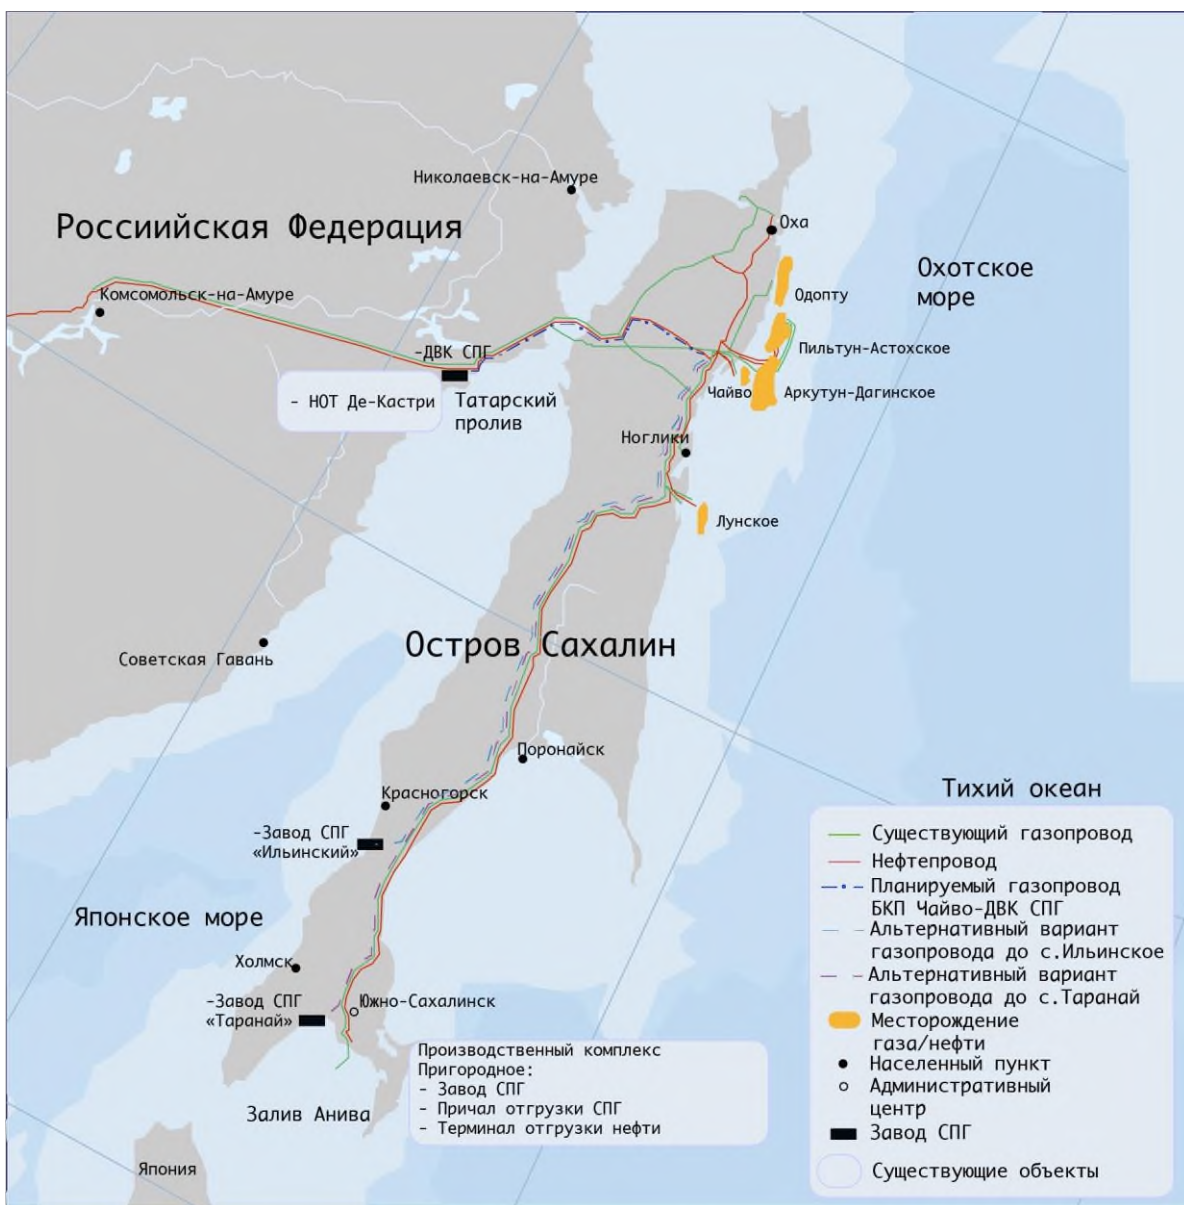 Николаевск-на-Амуре
Россиийская Федерация
Оха
Охотское
море
Комсомольск-на-Амуре
Одопту
-ДВК СПГ
Пильтун-Астохское
- НОТ Де-Кастри
Татарский
пролив
Чайво
Аркутун-Дагинское
Ноглики
Лунское
Остров Сахалин
Советская Гавань
Поронайск
Красногорск
-Завод СПГ
«Ильинский»
Японское море
Холмск
-Завод СПГ
«Таранай»
Южно-Сахалинск
Залив Анива
Япония
Производственный комплекс
Пригородное:
- Завод СПГ
- Причал отгрузки СПГ
- Терминал отгрузки нефти
Тихий океан
Существующий газопровод
Нефтепровод
Планируемый газопровод
БКП Чайво-ДВК СПГ
Альтернативный вариант
газопровода до с.Ильинское
Альтернативный вариант
газопровода до с.Таранай
Месторождение
газа/нефти
Населенный пункт
Административный
центр
Завод СПГ
Существующие объекты